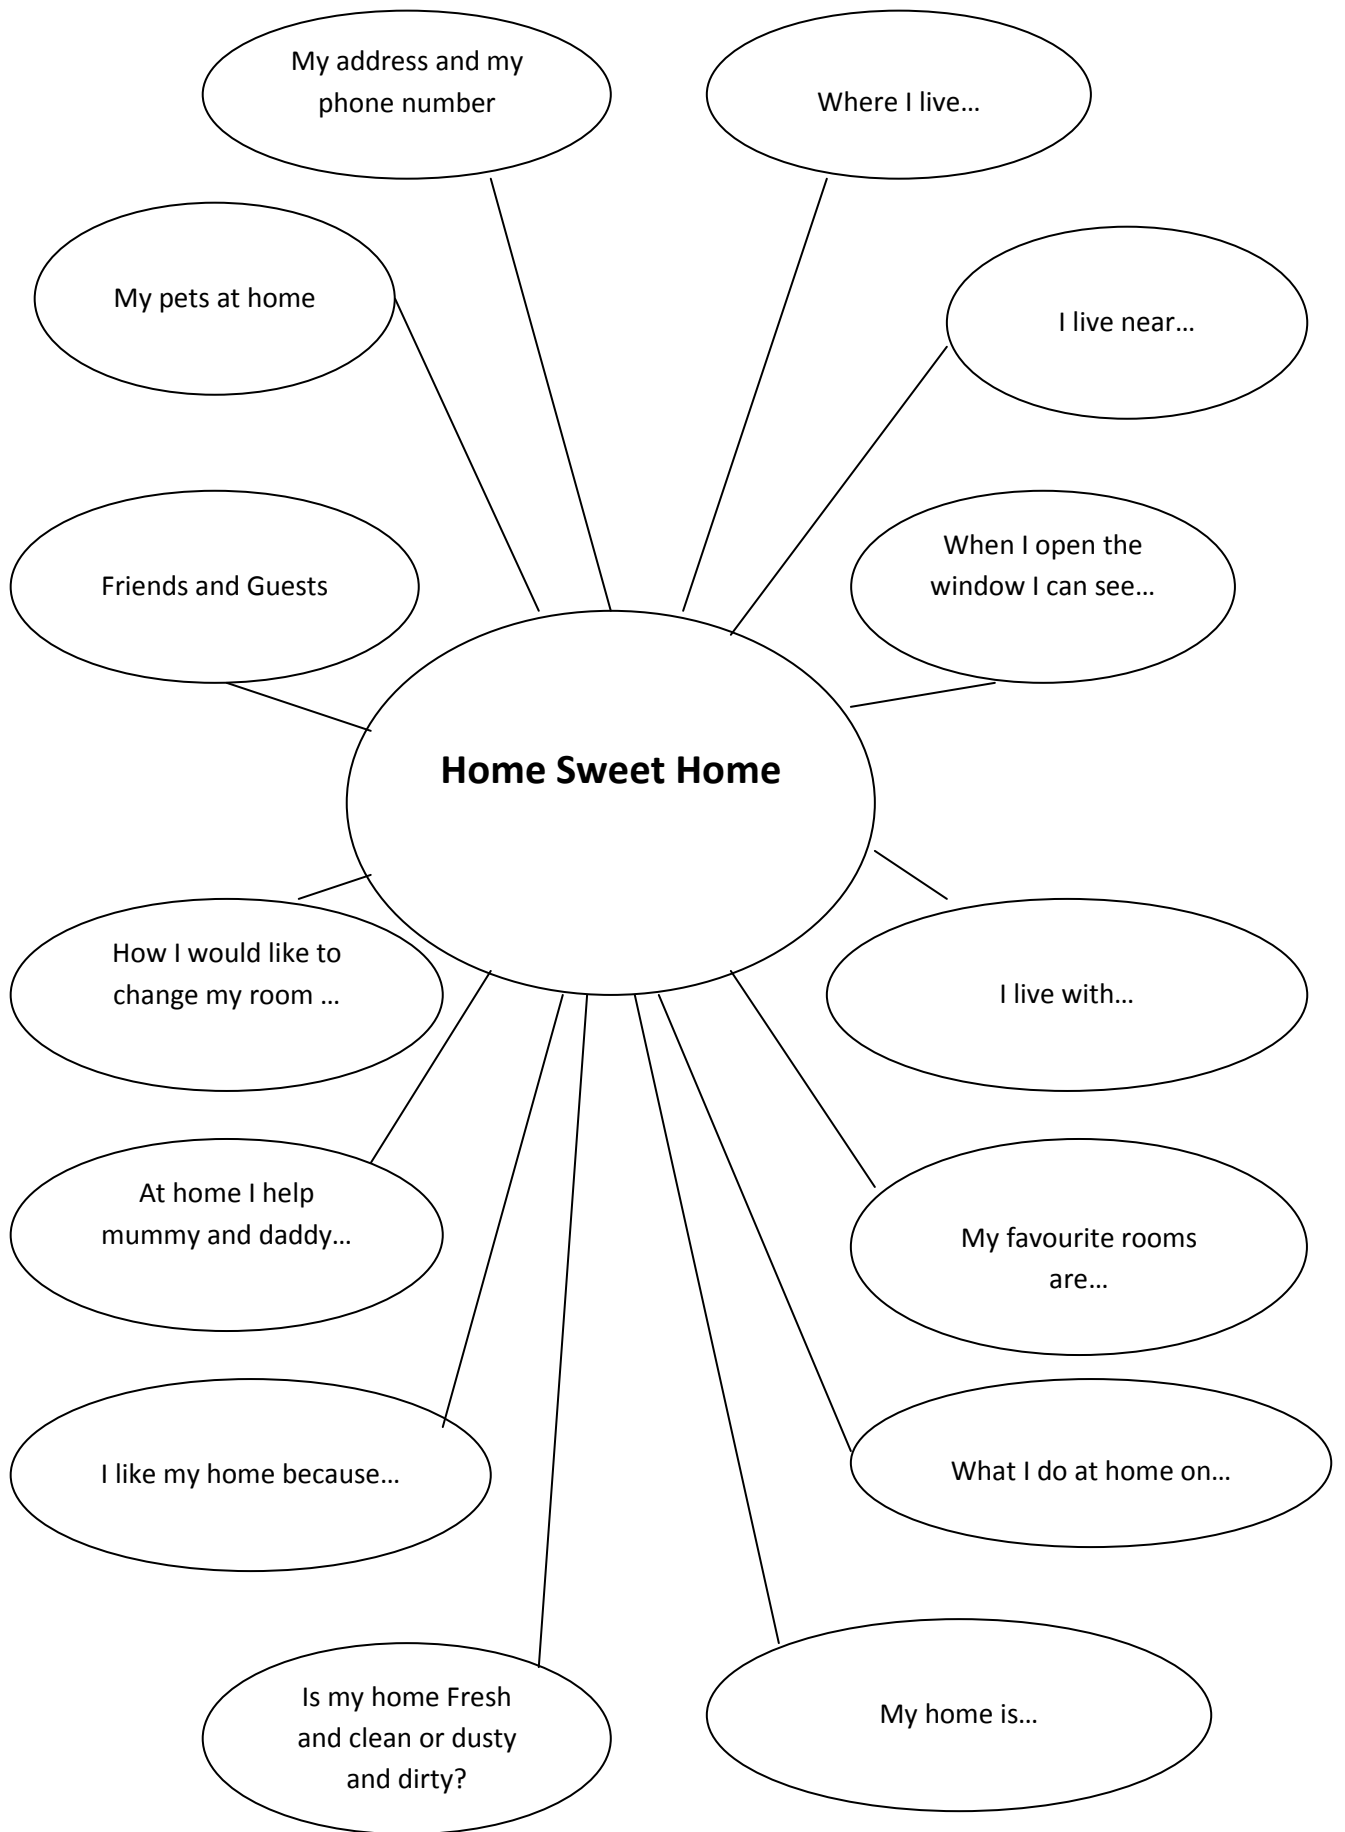 My address and my
phone number
Where I live…
My pets at home
I live near…
Friends and Guests
When I open the
window I can see…
Home Sweet Home
How I would like to
change my room …
I live with…
At home I help
mummy and daddy…
My favourite rooms
are…
I like my home because…
What I do at home on…
Is my home Fresh
and clean or dusty
and dirty?
My home is…